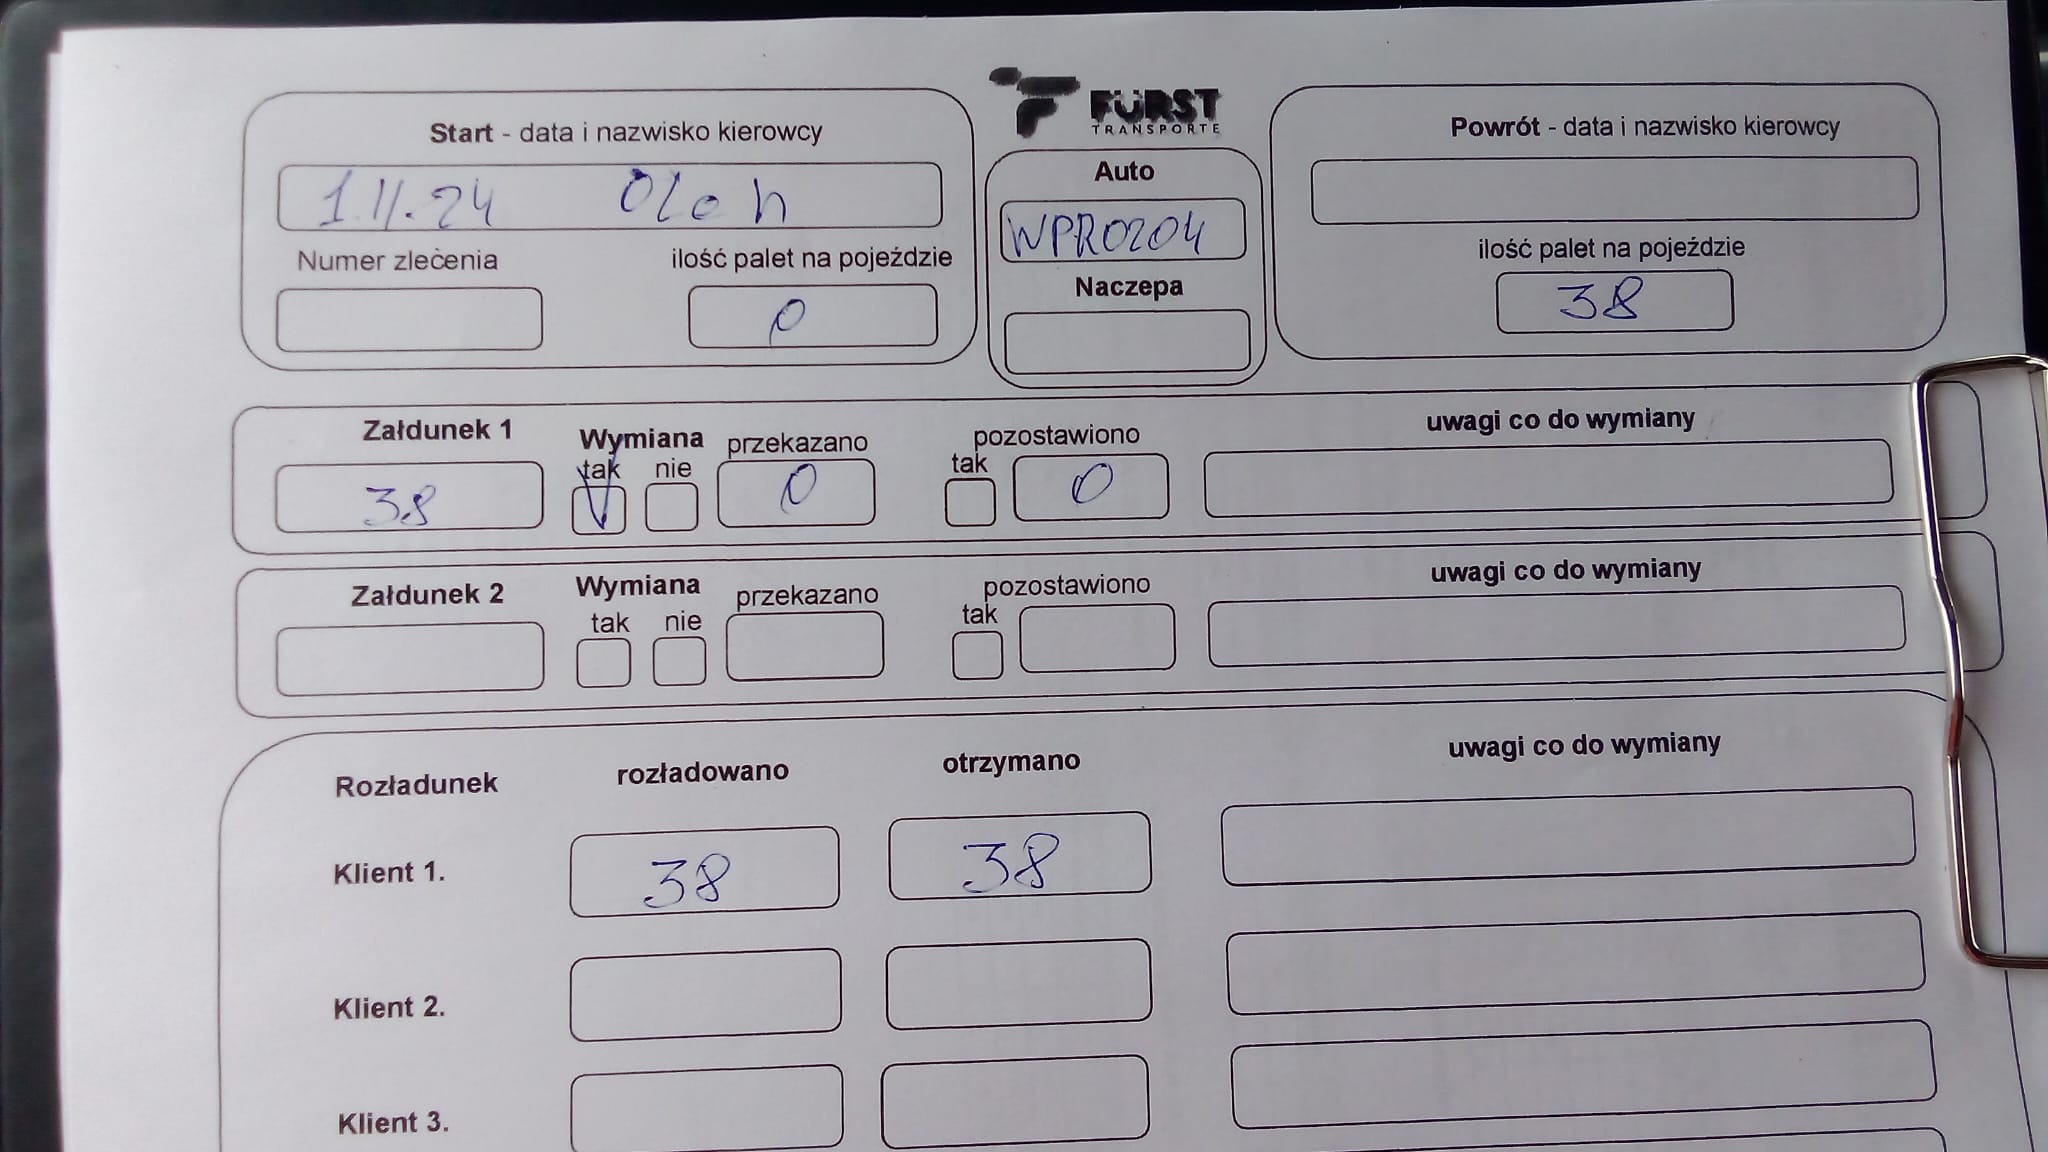 FÜRST
TRANSPORTE
Start - data i nazwisko kierowcy
1.11.24 Oleh
Numer zlecenia
ilość palet na pojeździe
0
Auto
WPR0204
Naczepa
Powrót - data i nazwisko kierowcy
ilość palet na pojeździe
38
Załdunek 1
38
Wymiana
tak nie
V
przekazano
0
pozostawiono
tak
0
uwagi co do wymiany
Załdunek 2
Wymiana
tak nie
przekazano
pozostawiono
tak
uwagi co do wymiany
Rozładunek rozładowano otrzymano uwagi co do wymiany
Klient 1. 38 38
Klient 2.
Klient 3.